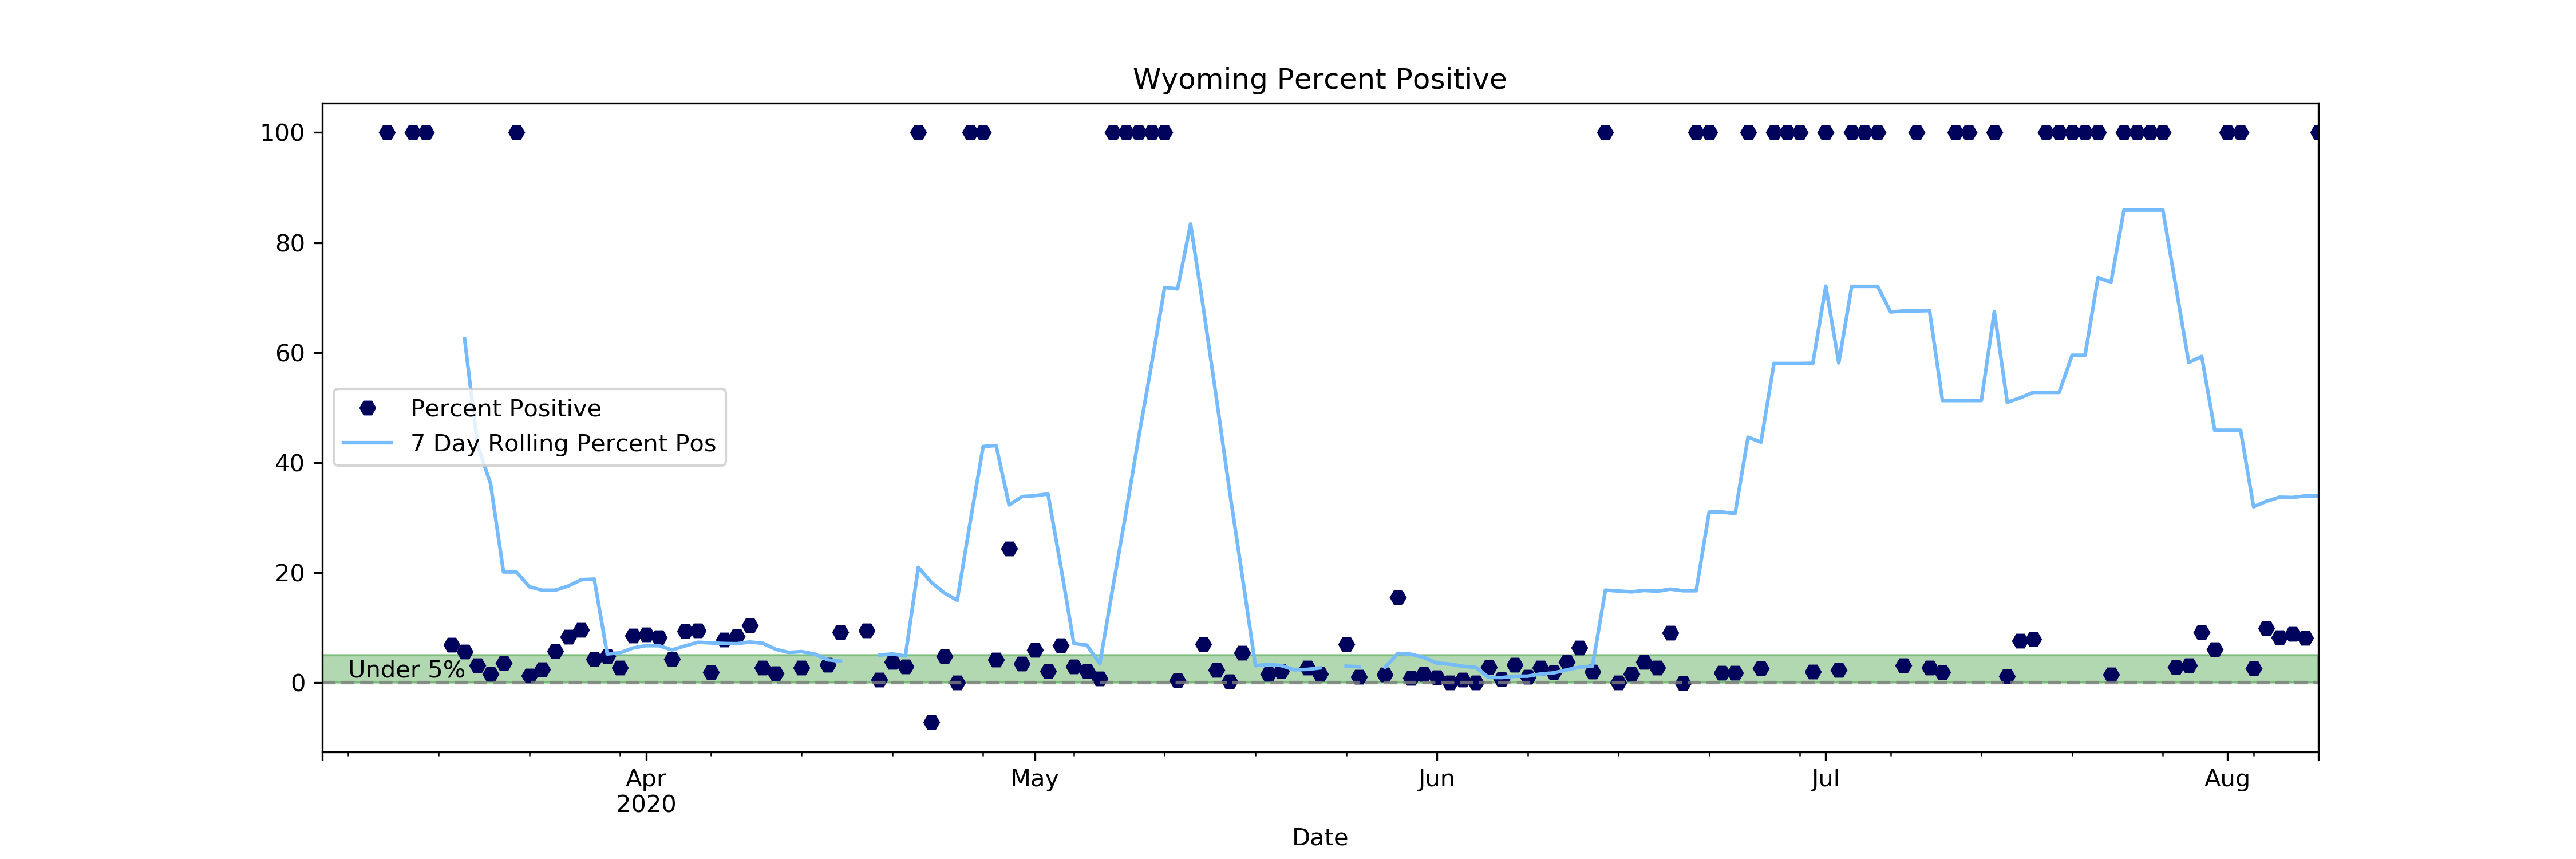 Wyoming Percent Positive
100
80
60
40
20
0
Percent Positive
7 Day Rolling Percent Pos
Under 5%
Apr
2020
May
Jun
Jul
Aug
Date